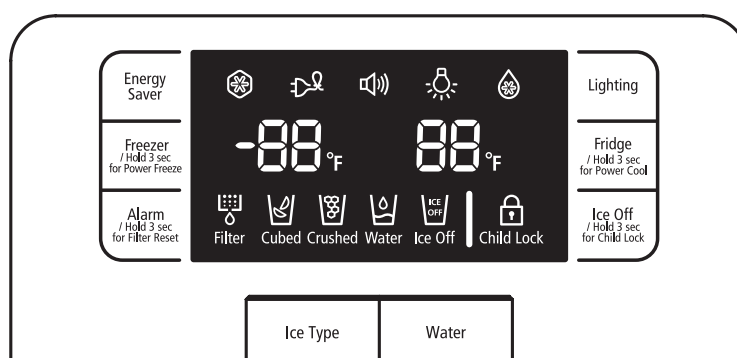 Energy
Saver
Lighting
Freezer
/ Hold 3 sec
for Power Freeze
-88 °F
88 °F
Fridge
/ Hold 3 sec
for Power Cool
Alarm
/ Hold 3 sec
for Filter Reset
ICE
OFF
Filter
Cubed
Crushed
Water
Ice Off
Child Lock
Ice Off
/ Hold 3 sec
for Child Lock
Ice Type
Water